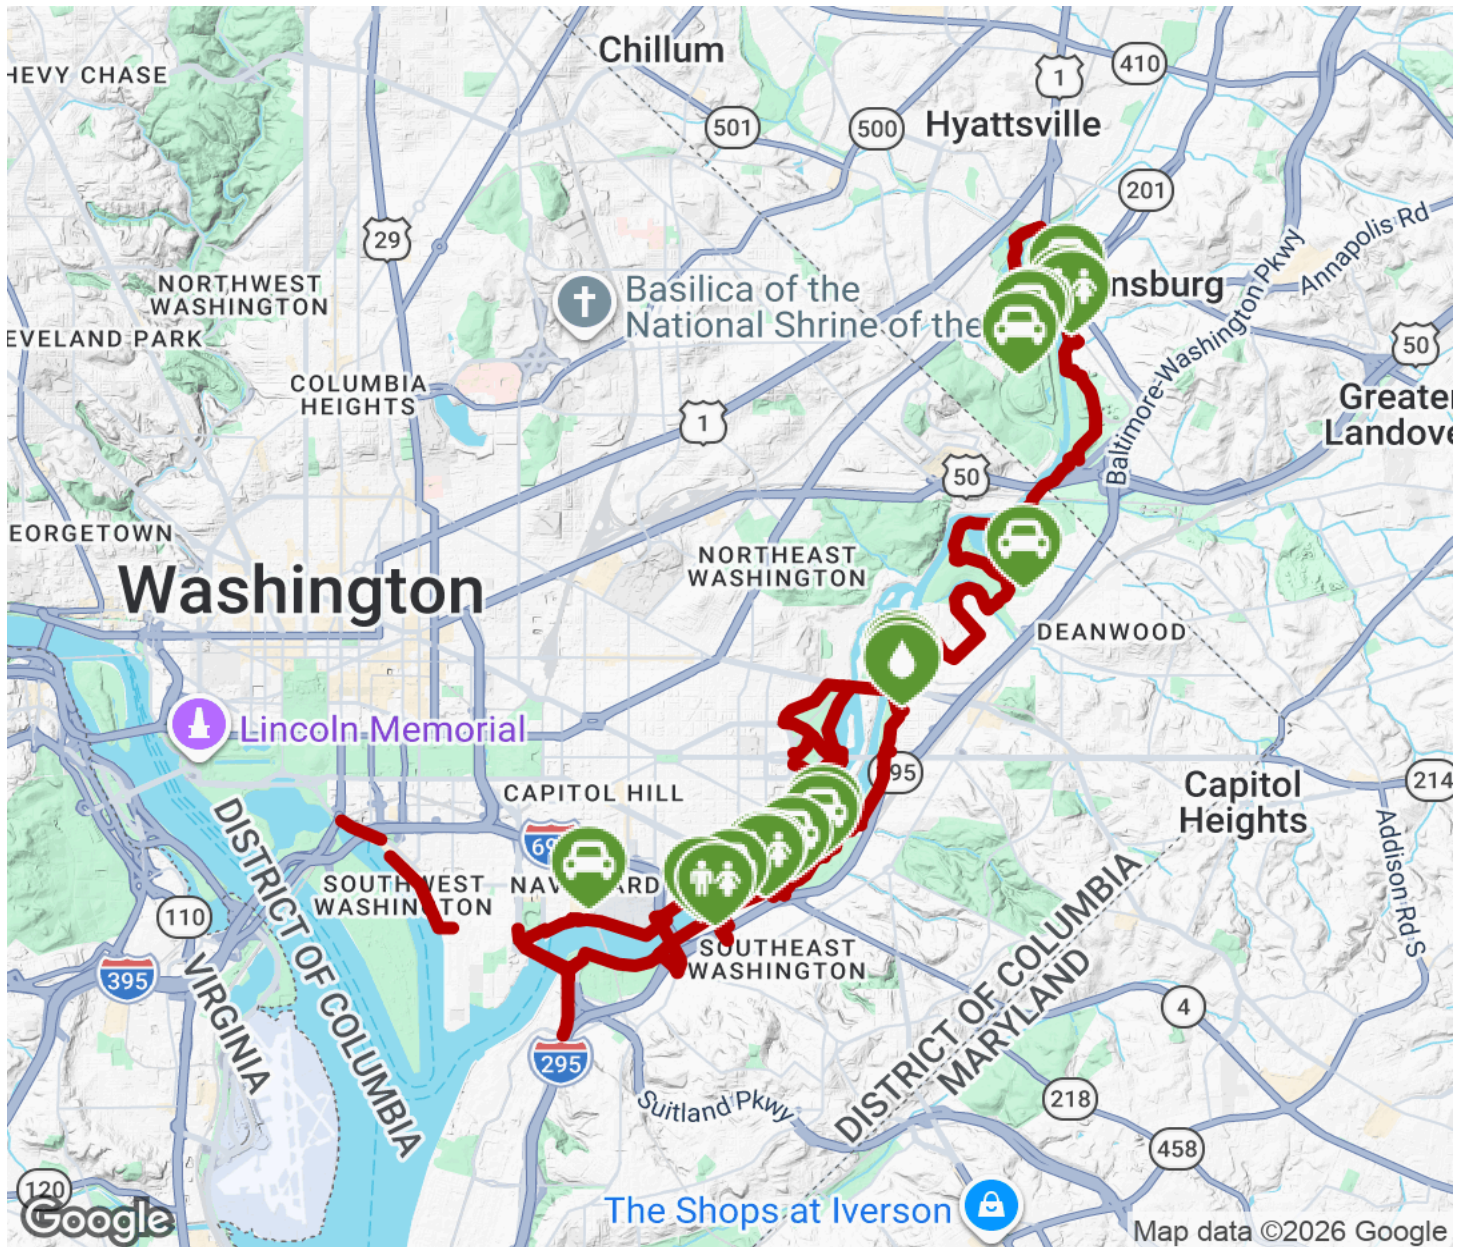 Chillum
HEVY CHASE
410
1
501
500
Hyattsville
201
29
Annapolis Rd
NORTHWEST
WASHINGTON
Basilica of the
National Shrine of the
nsburg
EVELAND PARK
50
Baltimore-Washington Pkwy
COLUMBIA
HEIGHTS
Greater
Landove
1
50
EORGETOWN
NORTHEAST
WASHINGTON
Washington
DEANWOOD
Lincoln Memorial
95
214
Capitol
Heights
CAPITOL HILL
DISTRICT OF COLUMBIA
69
SOUTHWEST
WASHINGTON
NAV
ARD
Addison Rd S
110
SOUTHEAST
WASHINGTON
395
VIRGINIA
DISTRICT OF COLUMBIA
MARYLAND
4
295
Suitland Pkwy
218
458
120
The Shops at Iverson
Google
Map data ©2026 Google